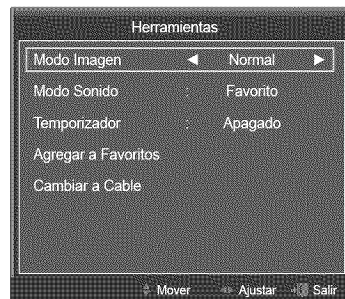 Herramientas
Modo Imagen ◀ Normal ▶
Modo Sonido : Favorito
Temporizador : Apagado
Agregar a Favoritos
Cambiar a Cable
Mover Ajustar Salir